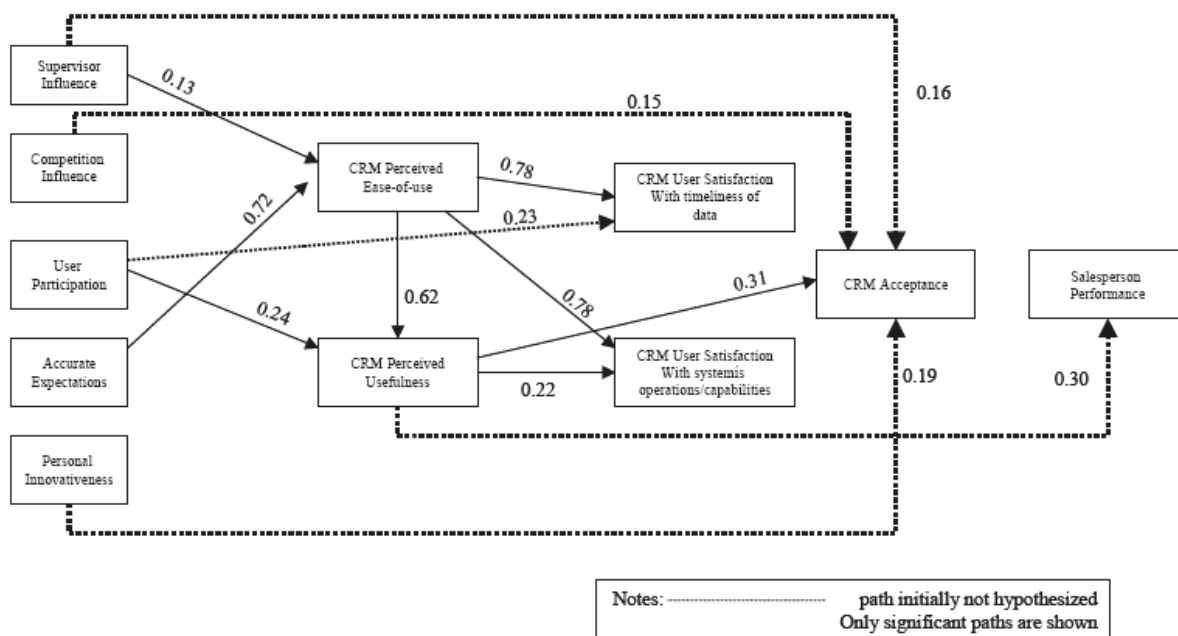 Supervisor
Influence
0.13
0.15
0.16
Competition
Influence
CRM Perceived
Ease-of-use
0.78
CRM User Satisfaction
With timeliness of
data
0.72
0.23
User
Participation
0.24
0.62
0.78
0.31
CRM Acceptance
Salesperson
Performance
Accurate
Expectations
CRM Perceived
Usefulness
0.22
CRM User Satisfaction
With systemís
operations/capabilities
0.19
0.30
Personal
Innovativeness
Notes: path initially not hypothesized
Only significant paths are shown